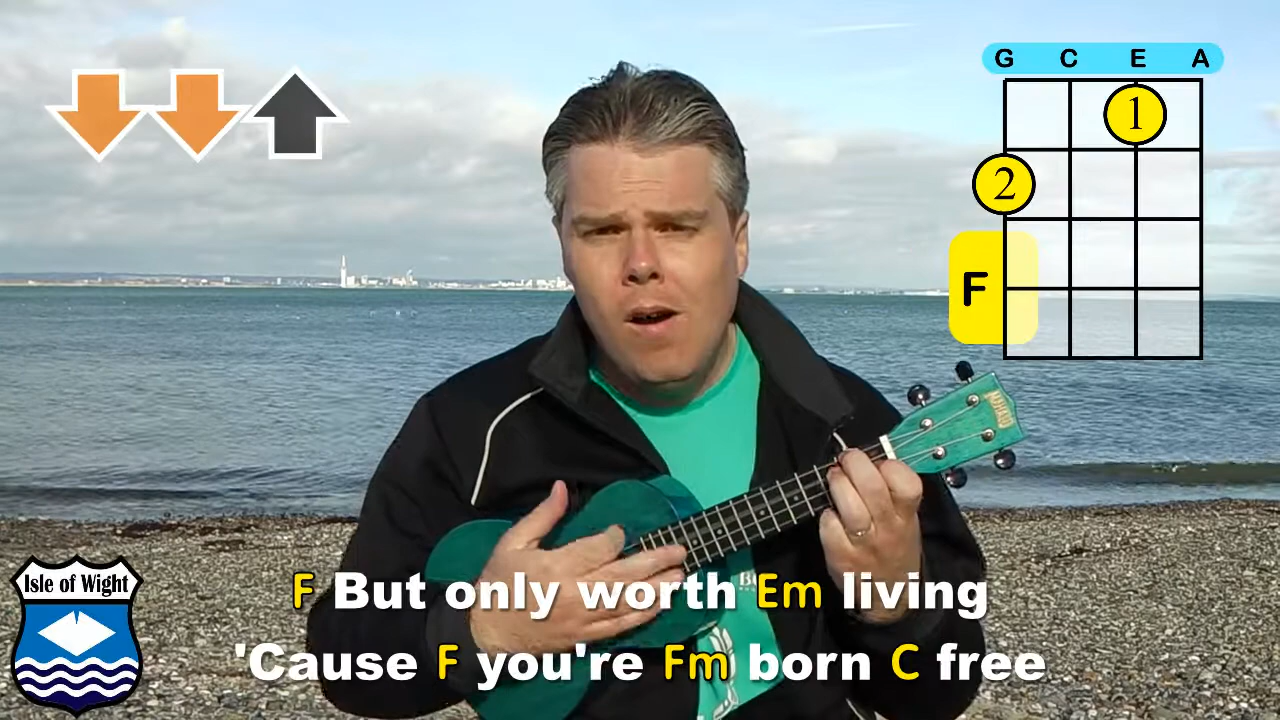 G C E A
1
2
F
F But only worth Em living
'Cause F you're Fm born C free
Isle of Wight